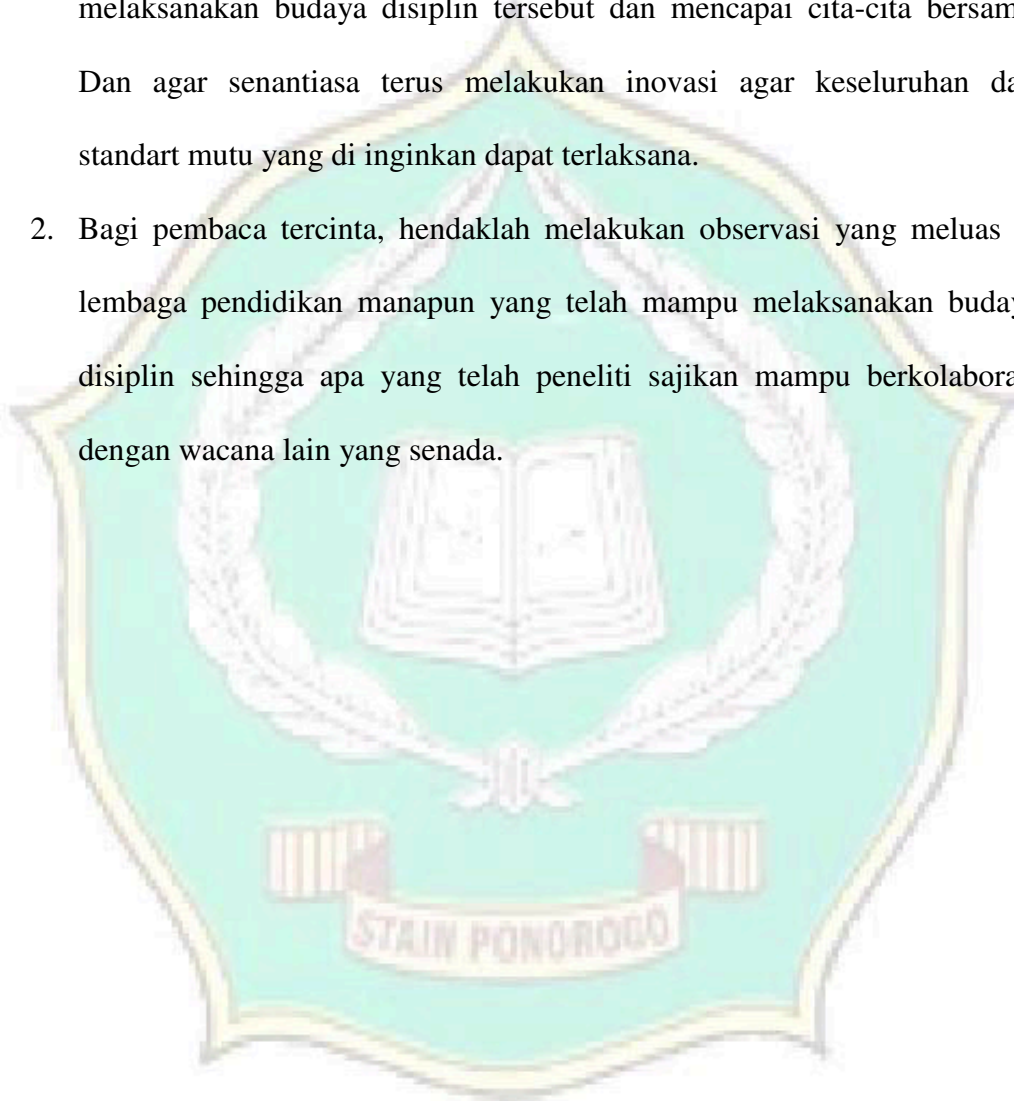 melaksanakan budaya disiplin tersebut dan mencapai cita-cita bersam
Dan agar senantiasa terus melakukan inovasi agar keseluruhan da
standart mutu yang di inginkan dapat terlaksana.
2. Bagi pembaca tercinta, hendaklah melakukan observasi yang meluas
lembaga pendidikan manapun yang telah mampu melaksanakan buday
disiplin sehingga apa yang telah peneliti sajikan mampu berkolabora
dengan wacana lain yang senada.
STAIN PONOROGO